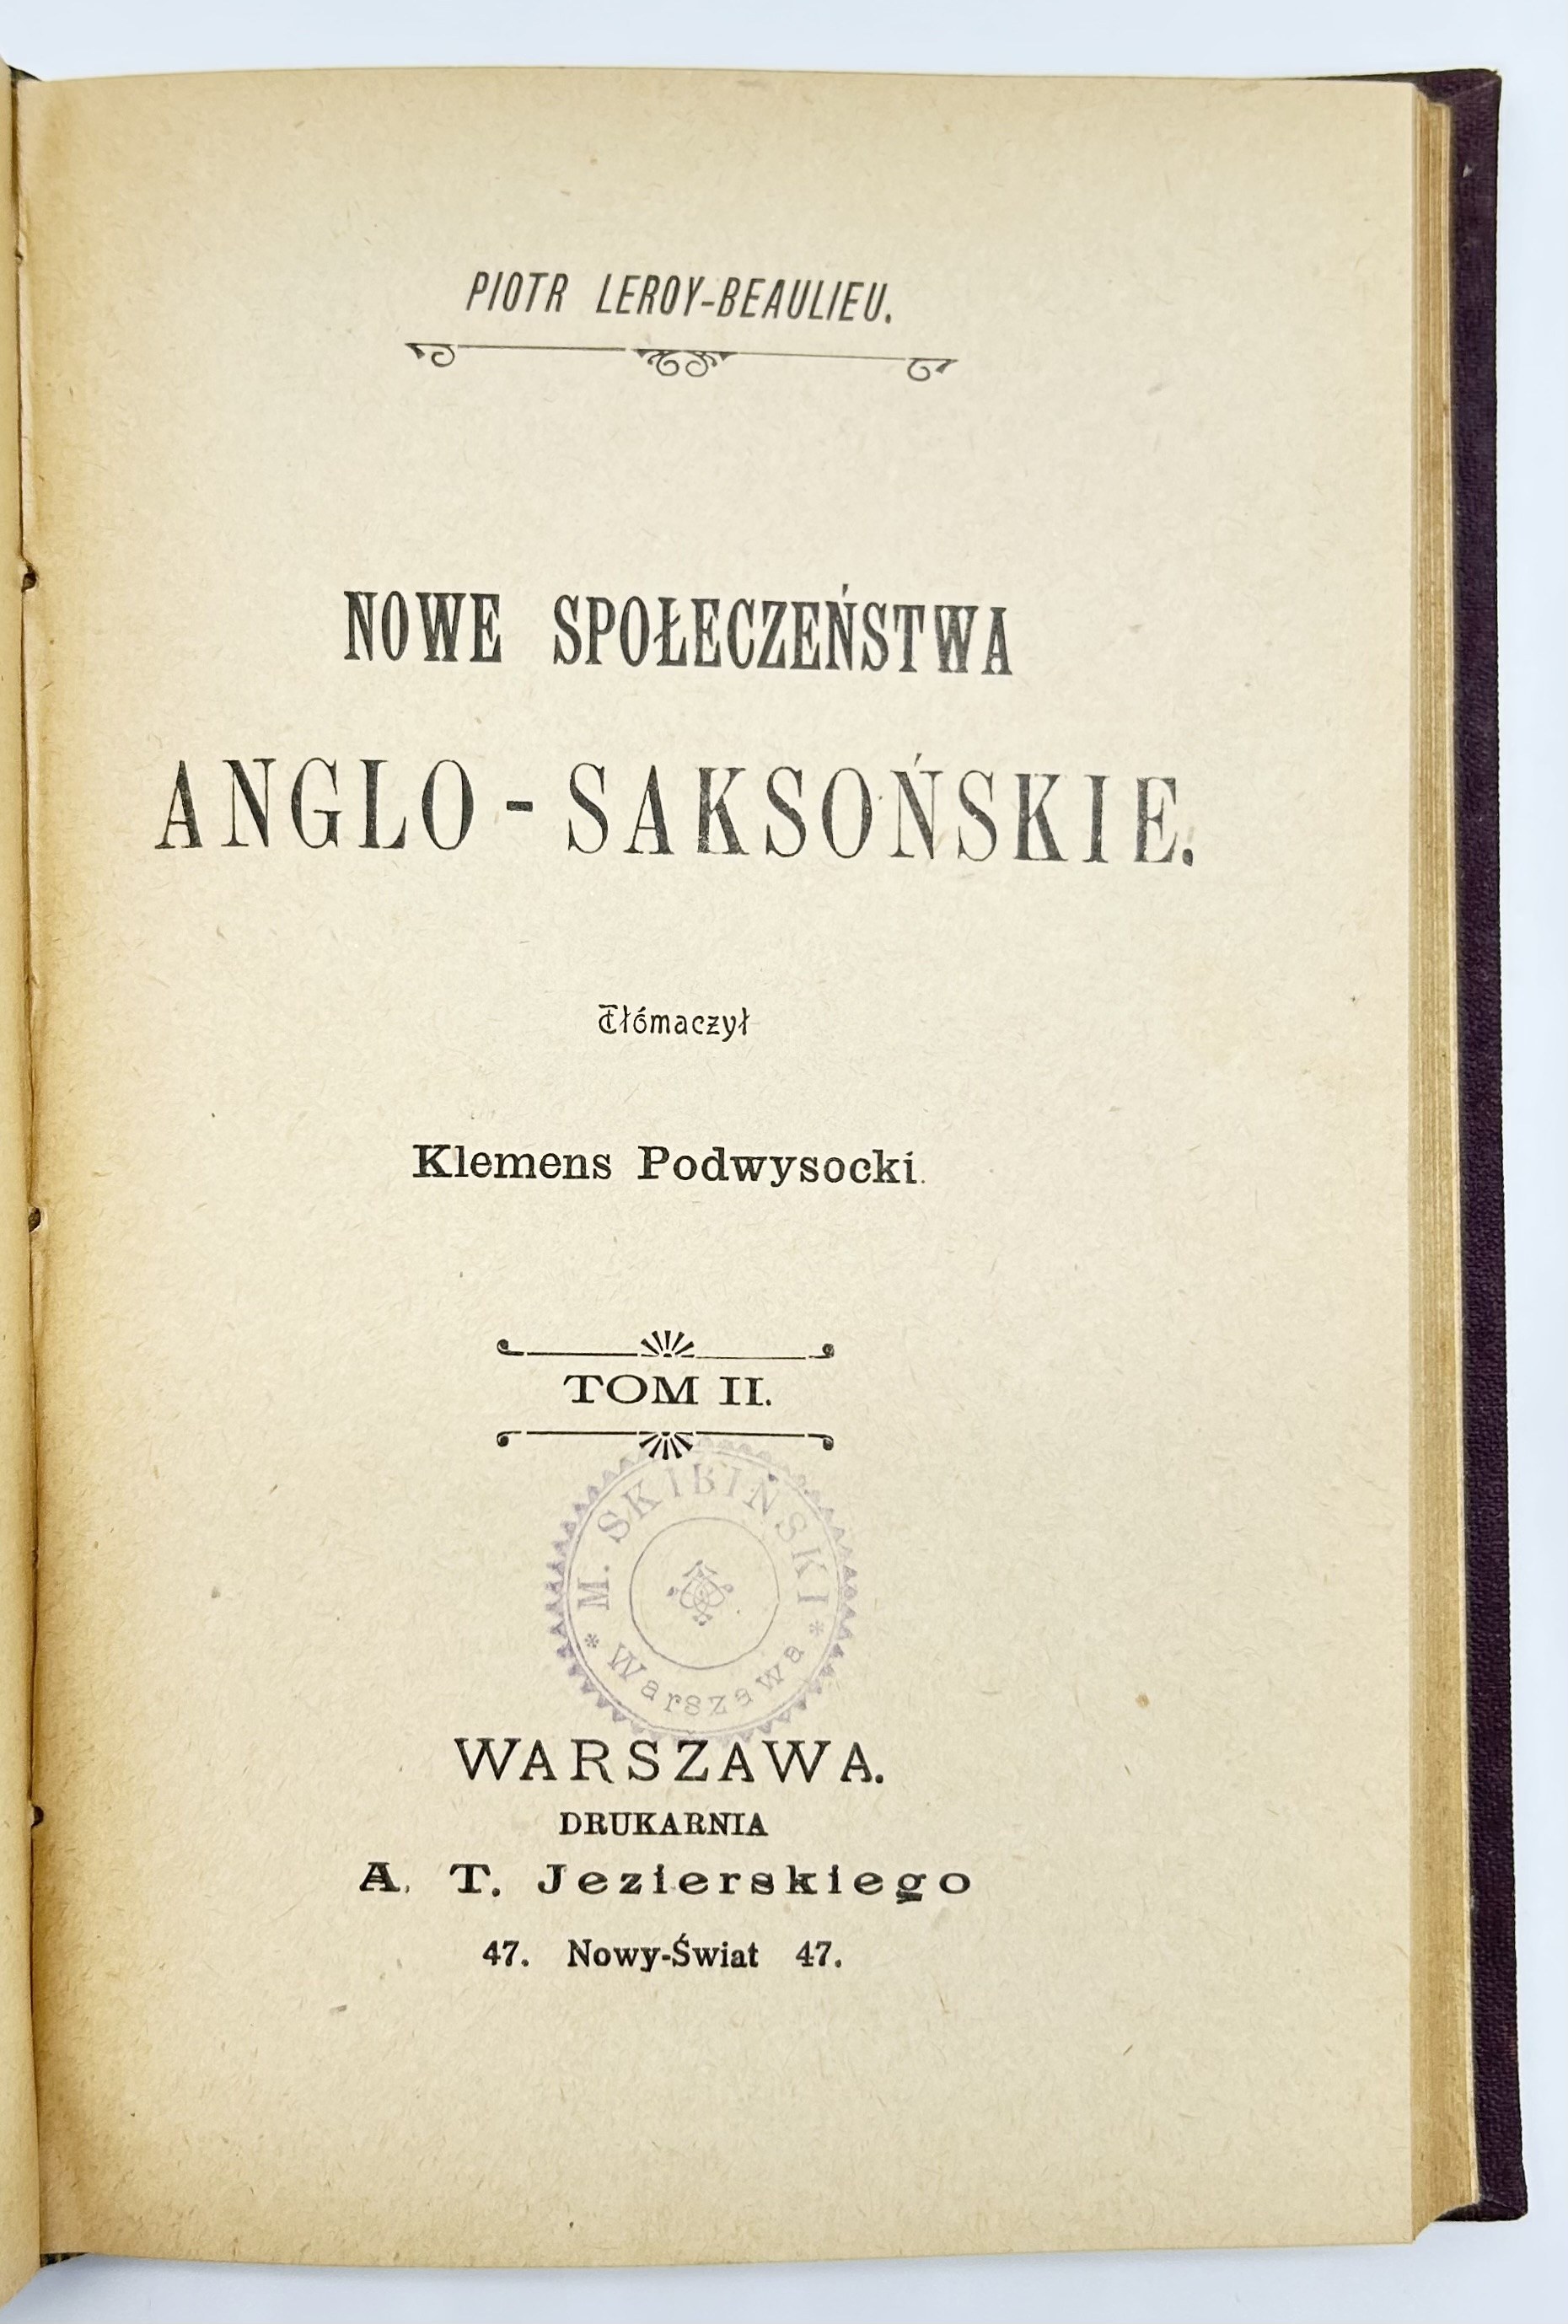 PIOTR LEROY-BEAULIEU.
NOWE SPOŁECZEŃSTWA
ANGLO-SAKSOŃSKIE.
Tłómaczył
Klemens Podwysocki.
TOM II.
M. SKIBIŃSKI
* Warszawa *
WARSZAWA.
DRUKARNIA
A. T. Jezierskiego
47. Nowy-Świat 47.